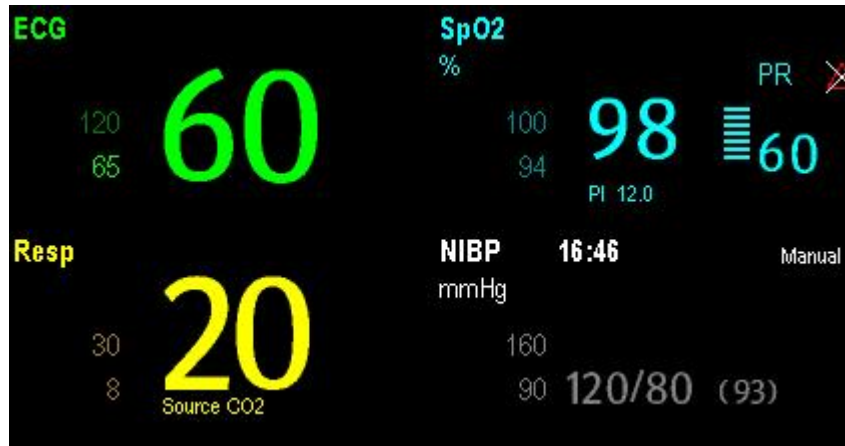 ECG
120
65
60
SpO2
%
100
94
98
PI 12.0
PR
60
Resp
30
8
20
Source CO2
NIBP 16:46 Manual
mmHg
160
90
120/80 (93)